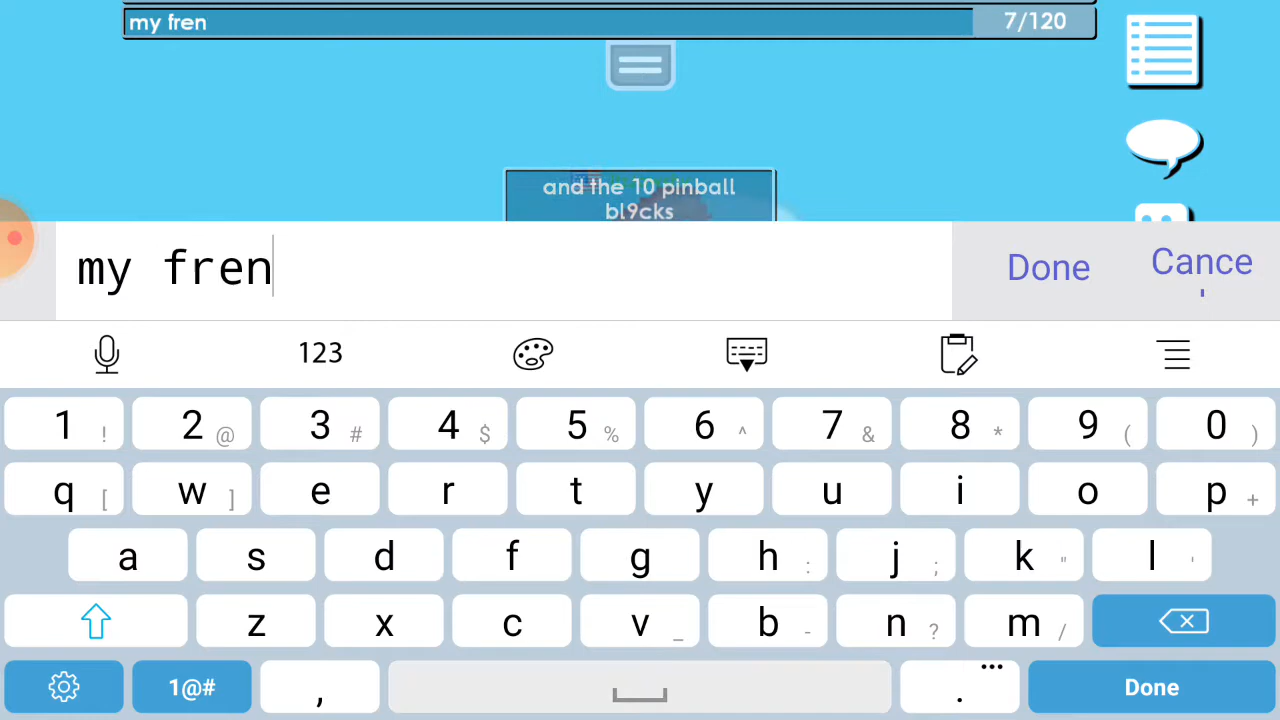 my fren 7/120
and the 10 pinball
bl9cks
my fren Done Cance
123
1 ! 2 @ 3 # 4 $ 5 % 6 ^ 7 & 8 * 9 ( 0 )
q [ w ] e r t y u i o p +
a s d f g h : j ; k " l '
z x c v _ b - n ? m /
1@# , . ... Done